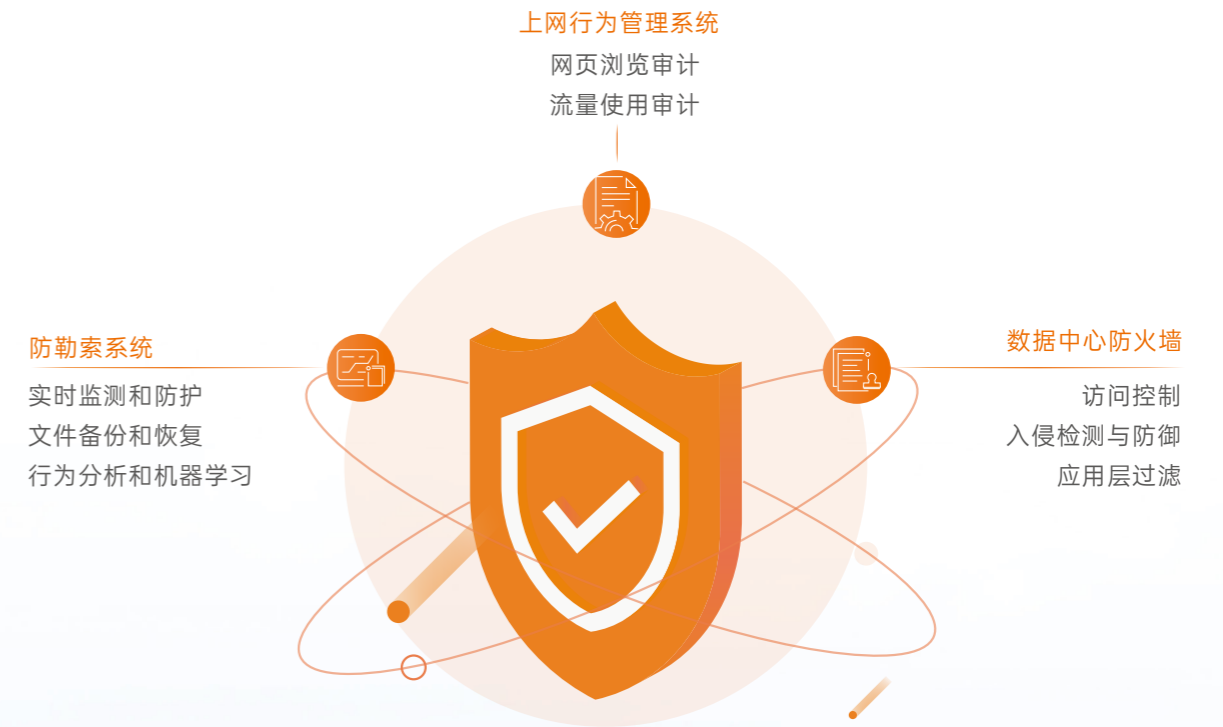 上网行为管理系统
网页浏览审计
流量使用审计
防勒索系统
实时监测和防护
文件备份和恢复
行为分析和机器学习
数据中心防火墙
访问控制
入侵检测与防御
应用层过滤